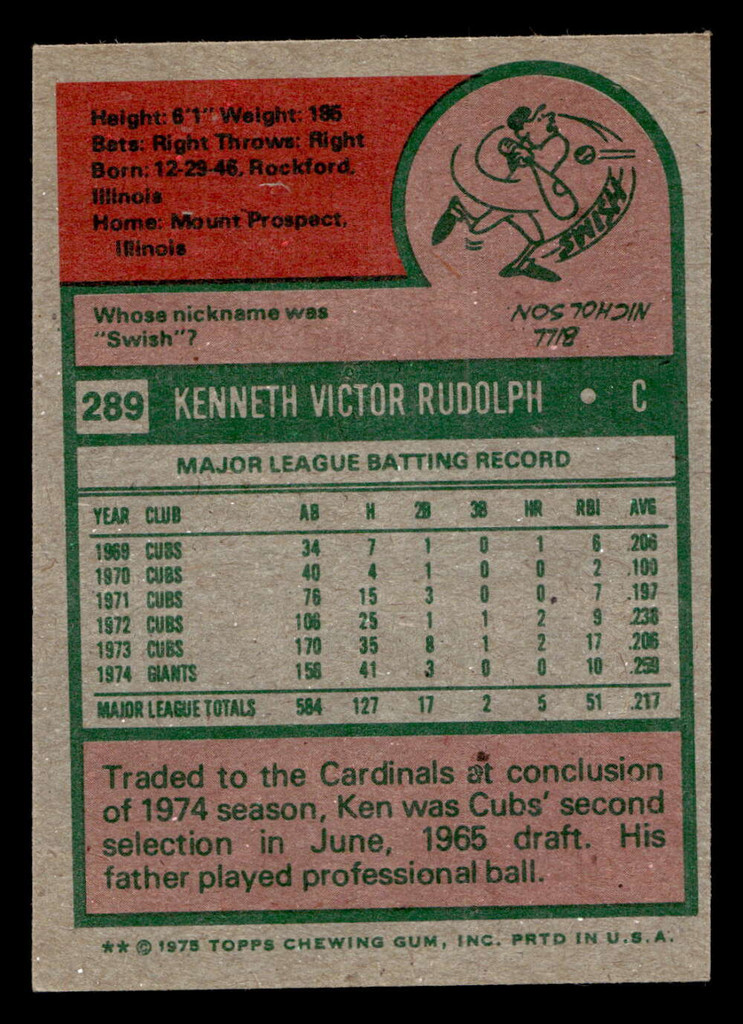 Height: 6'1" Weight: 185
Bats: Right Throws: Right
Born: 12-29-46, Rockford,
Illinois
Home: Mount Prospect,
Illinois
SWISH!
BILL
NICHOLSON
Whose nickname was
"Swish"?
289 KENNETH VICTOR RUDOLPH • C
MAJOR LEAGUE BATTING RECORD
YEAR CLUB AB H 2B 3B HR RBI AVG
1969 CUBS 34 7 1 0 1 6 .206
1970 CUBS 40 4 1 0 0 2 .100
1971 CUBS 76 15 3 0 0 7 .197
1972 CUBS 106 25 1 1 2 9 .236
1973 CUBS 170 35 8 1 2 17 .206
1974 GIANTS 158 41 3 0 0 10 .259
MAJOR LEAGUE TOTALS 584 127 17 2 5 51 .217
Traded to the Cardinals at conclusion
of 1974 season, Ken was Cubs' second
selection in June, 1965 draft. His
father played professional ball.
** © 1975 TOPPS CHEWING GUM, INC. PRTD IN U.S.A.